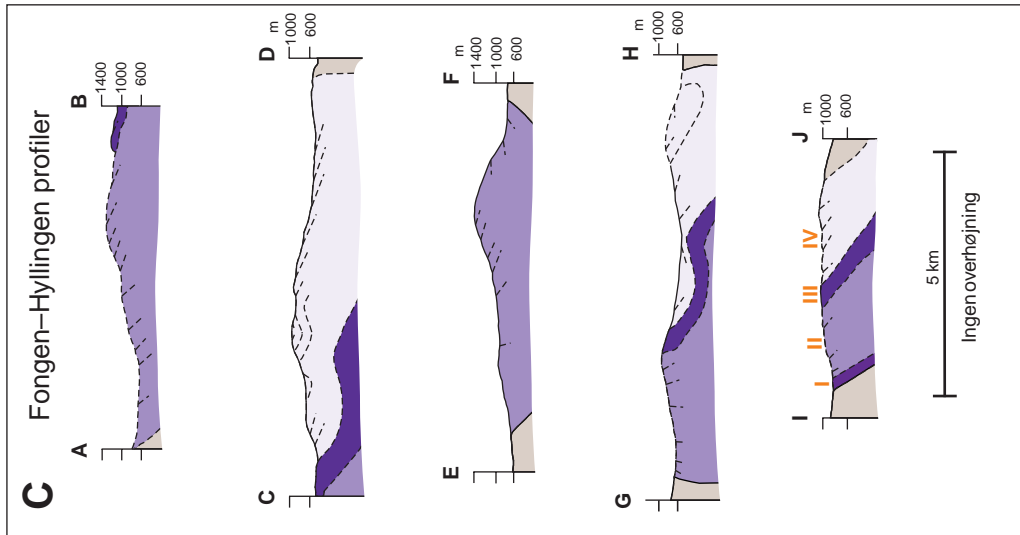 C Fongen–Hyllingen profiler
A
B
m
1400
1000
600
C
D
m
1000
600
E
F
m
1400
1000
600
G
H
m
1000
600
I
J
m
1000
600
I II III IV
5 km
Ingen overhøjning